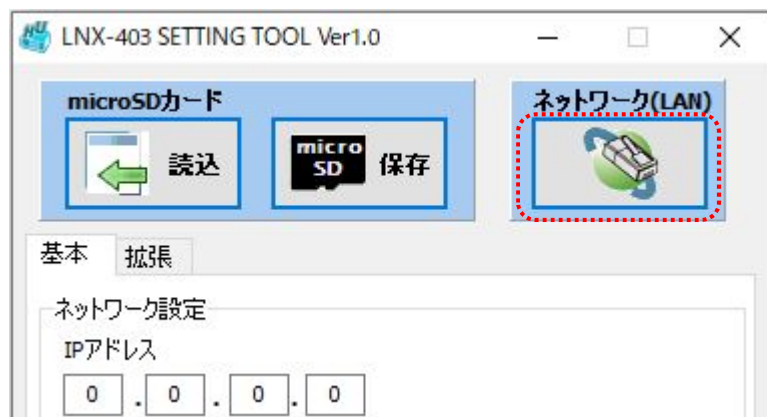 LNX-403 SETTING TOOL Ver1.0
microSDカード
ネットワーク(LAN)
読込
micro
SD
保存
基本
拡張
ネットワーク設定
IPアドレス
0 . 0 . 0 . 0